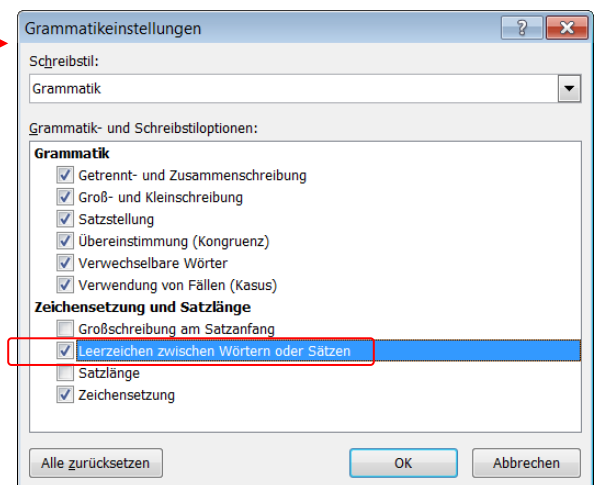 Grammatikeinstellungen
Schreibstil:
Grammatik
Grammatik- und Schreibstiloptionen:
Grammatik
Getrennt- und Zusammenschreibung
Groß- und Kleinschreibung
Satzstellung
Übereinstimmung (Kongruenz)
Verwechselbare Wörter
Verwendung von Fällen (Kasus)
Zeichensetzung und Satzlänge
Großschreibung am Satzanfang
Leerzeichen zwischen Wörtern oder Sätzen
Satzlänge
Zeichensetzung
Alle zurücksetzen OK Abbrechen